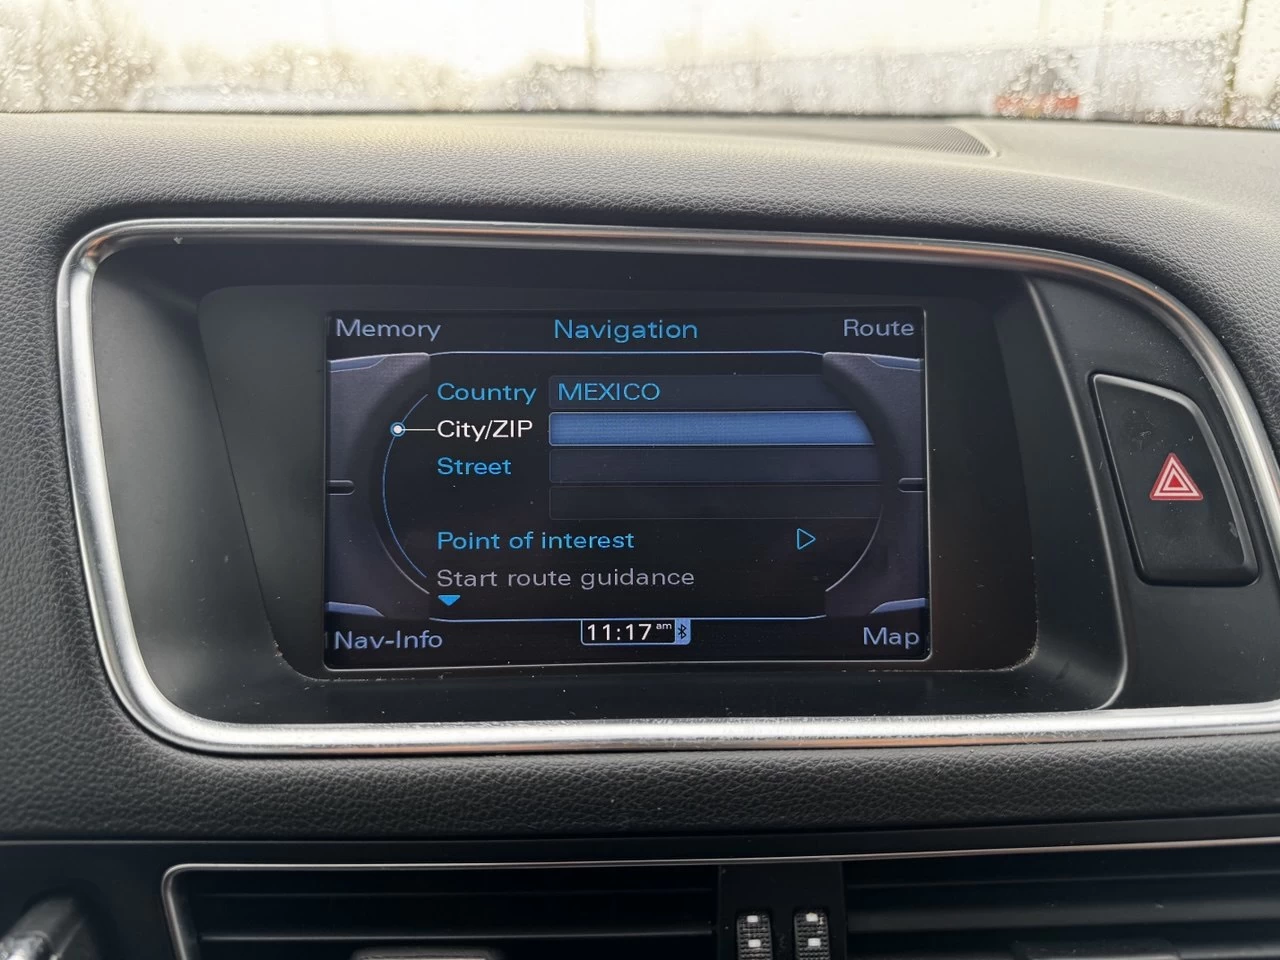 Memory Navigation Route
Country MEXICO
City/ZIP
Street
Point of interest
Start route guidance
Nav-Info 11:17 am Map